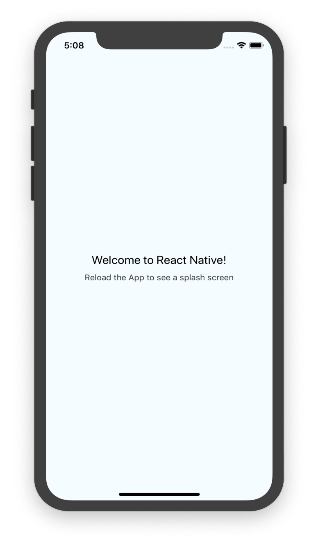 5:08
Welcome to React Native!
Reload the App to see a splash screen